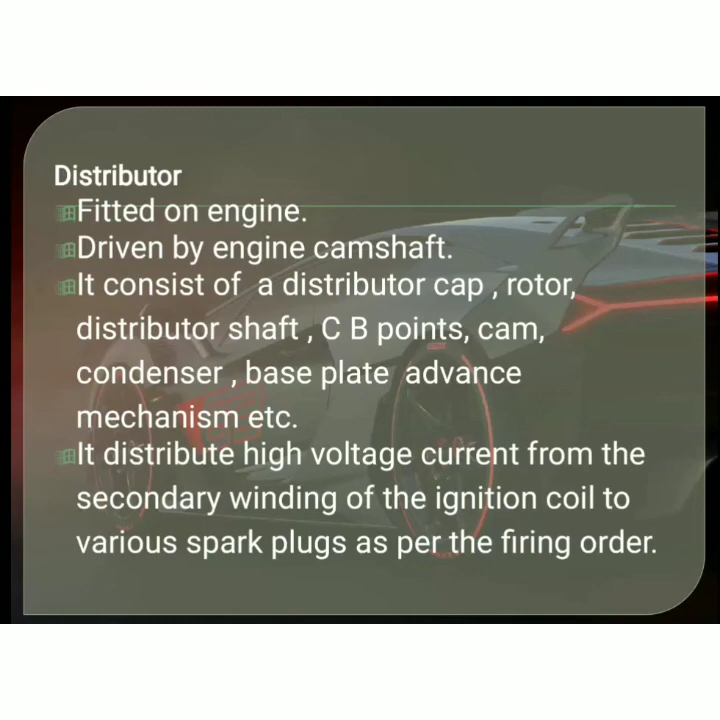 Distributor
Fitted on engine.
Driven by engine camshaft.
It consist of a distributor cap , rotor,
distributor shaft , C B points, cam,
condenser , base plate advance
mechanism etc.
It distribute high voltage current from the
secondary winding of the ignition coil to
various spark plugs as per the firing order.